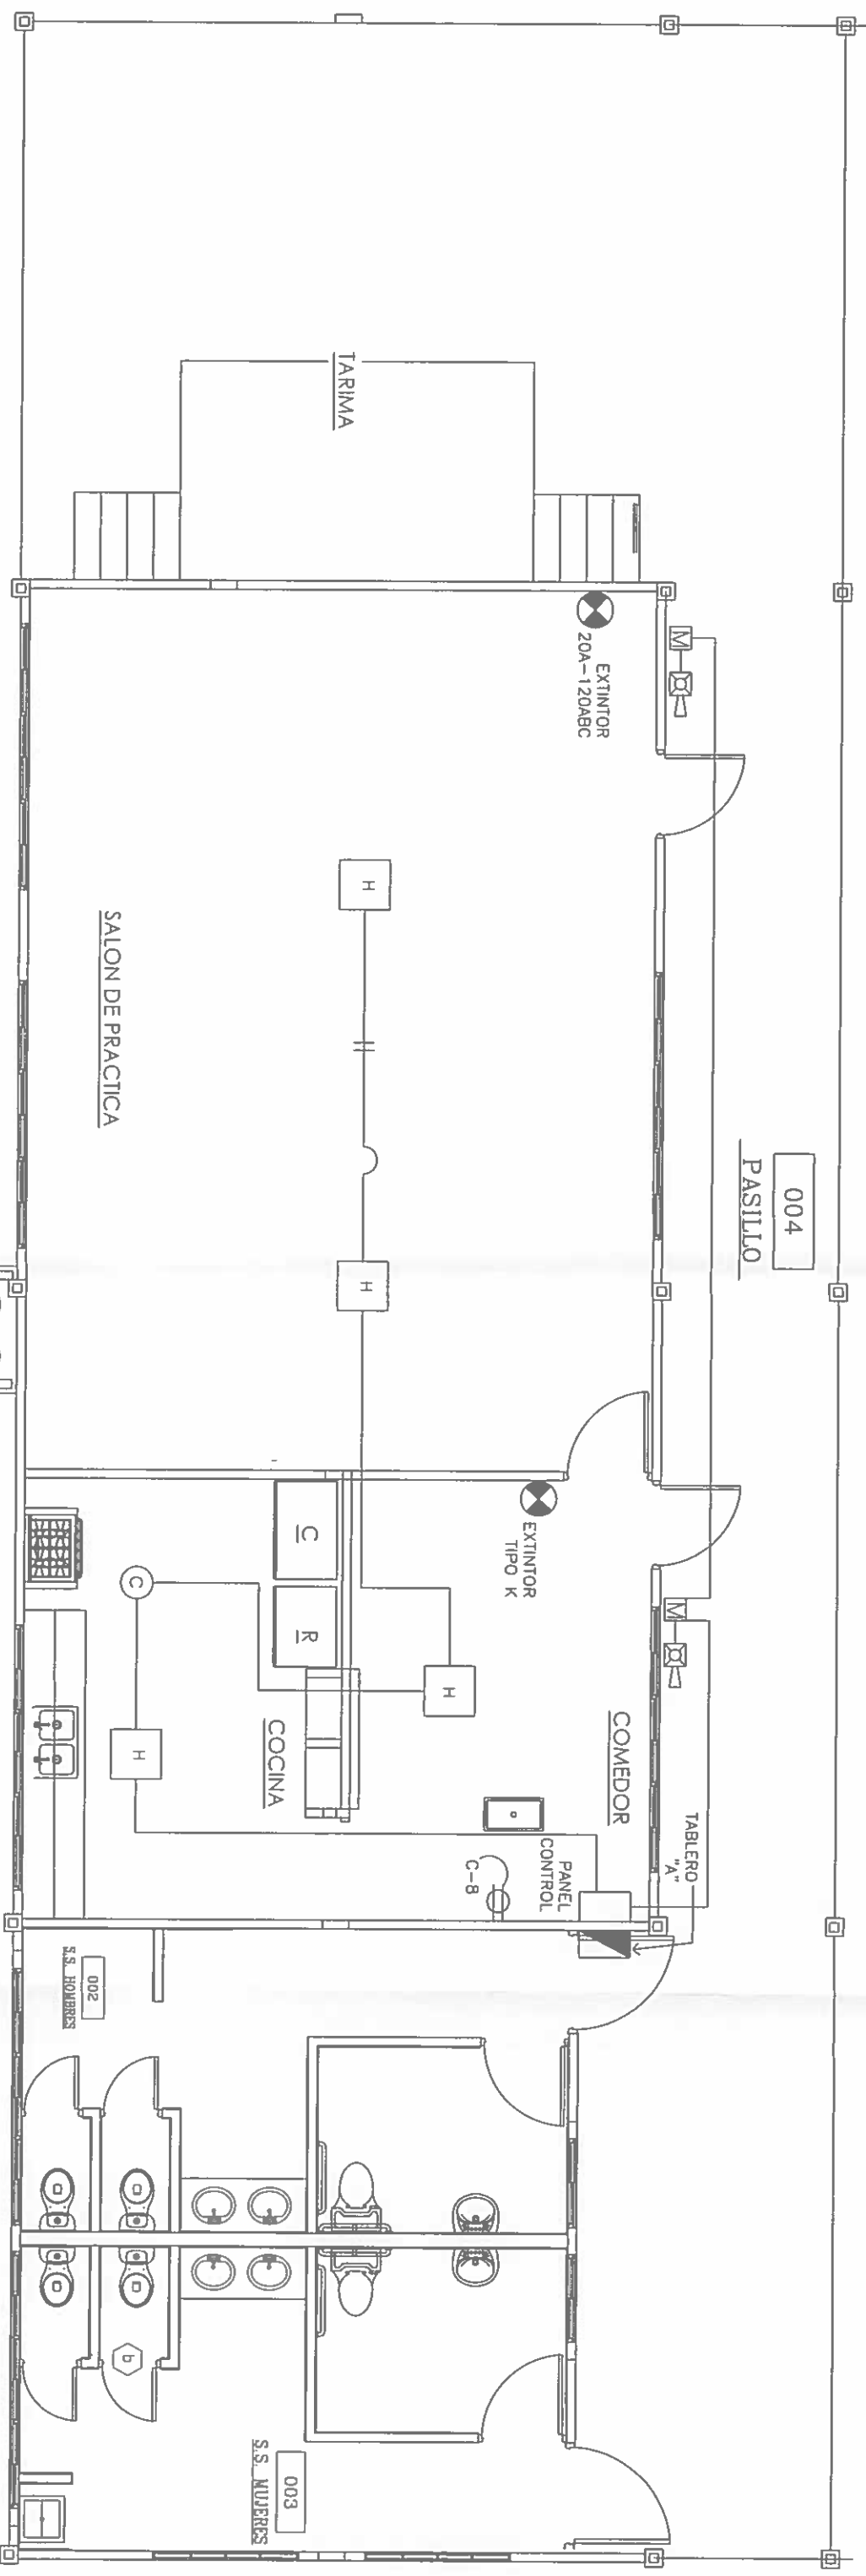 TARIMA
EXTINTOR
20A-120ABC
M
H
SALON DE PRACTICA
004
PASILLO
H
EXTINTOR
TIPO K
C
R
C
M
H
H
COCINA
COMEDOR
TABLERO
"A"
PANEL
CONTROL
C-8
002
S.S. HOMBRES
b
003
S.S. MUJERES